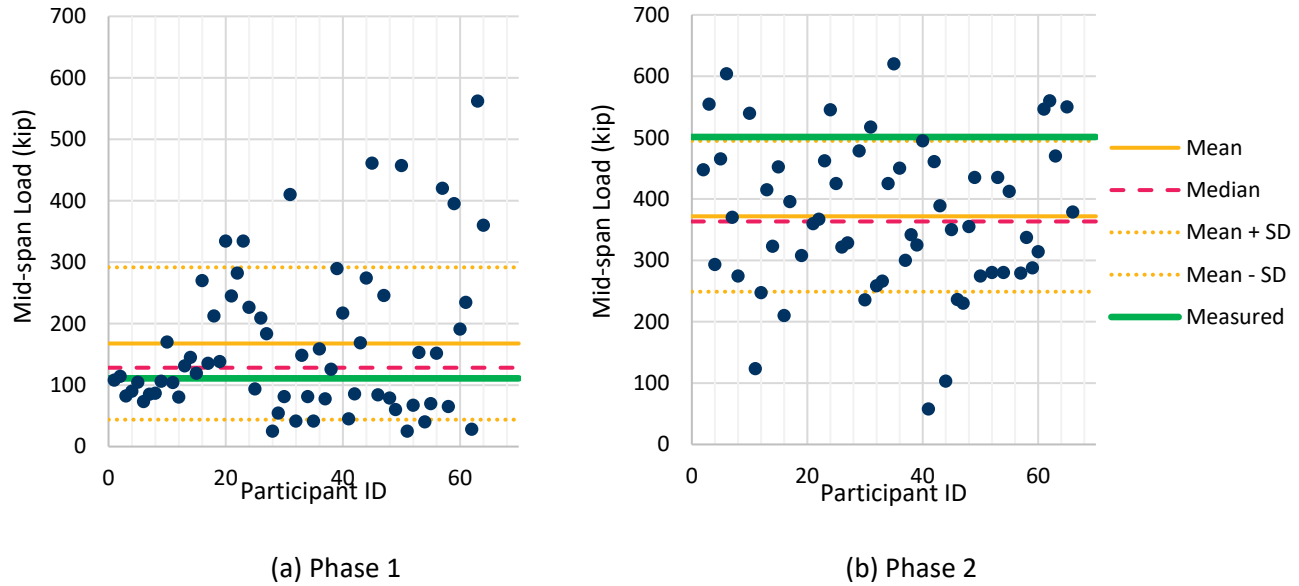 700
600
500
400
300
200
100
0
Mid-span Load (kip)
0 20 40 60
Participant ID
(a) Phase 1
700
600
500
400
300
200
100
0
Mid-span Load (kip)
0 20 40 60
Participant ID
(b) Phase 2
Mean
Median
Mean + SD
Mean - SD
Measured